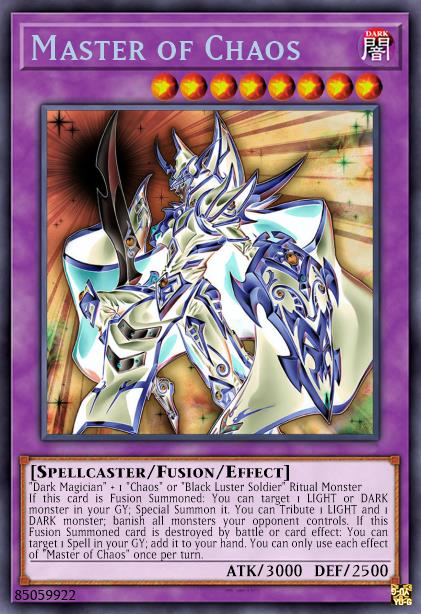 MASTER OF CHAOS
DARK
闇
[SPELLCASTER/FUSION/EFFECT]
"Dark Magician" + 1 "Chaos" or "Black Luster Soldier" Ritual Monster
If this card is Fusion Summoned: You can target 1 LIGHT or DARK
monster in your GY; Special Summon it. You can Tribute 1 LIGHT and 1
DARK monster; banish all monsters your opponent controls. If this
Fusion Summoned card is destroyed by battle or card effect: You can
target 1 Spell in your GY; add it to your hand. You can only use each effect
of "Master of Chaos" once per turn.
ATK/3000 DEF/2500
85059922